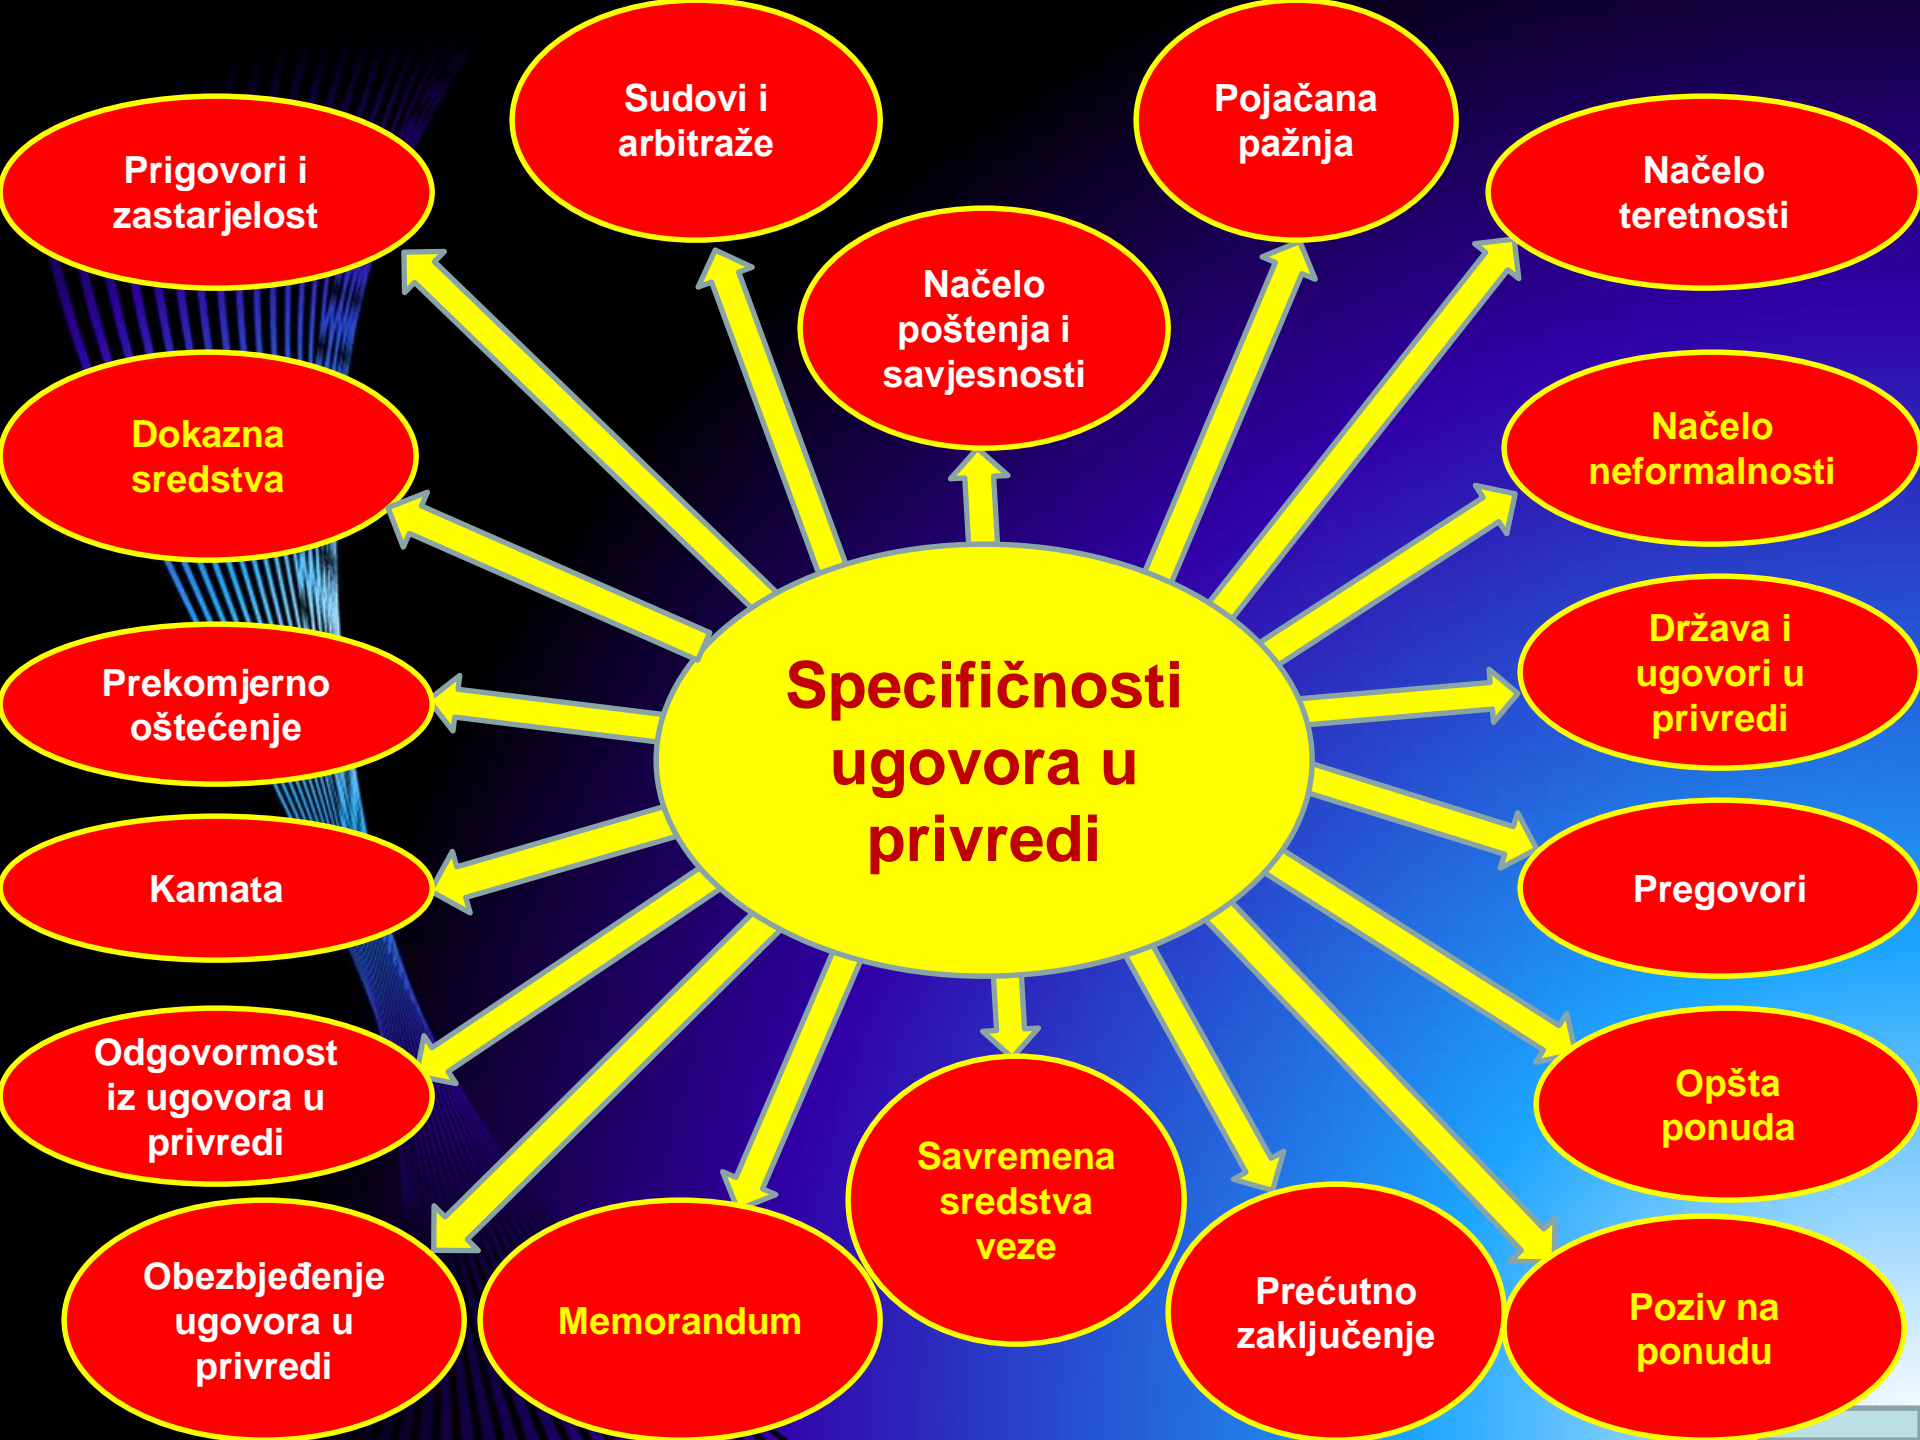 Sudovi i
arbitraže
Pojačana
pažnja
Prigovori i
zastarjelost
Načelo
teretnosti
Načelo
poštenja i
savjesnosti
Dokazna
sredstva
Načelo
neformalnosti
Država i
ugovori u
privredi
Prekomjerno
oštećenje
Specifičnosti
ugovora u
privredi
Kamata
Pregovori
Odgovormost
iz ugovora u
privredi
Opšta
ponuda
Savremena
sredstva
veze
Obezbjeđenje
ugovora u
privredi
Memorandum
Prećutno
zaključenje
Poziv na
ponudu